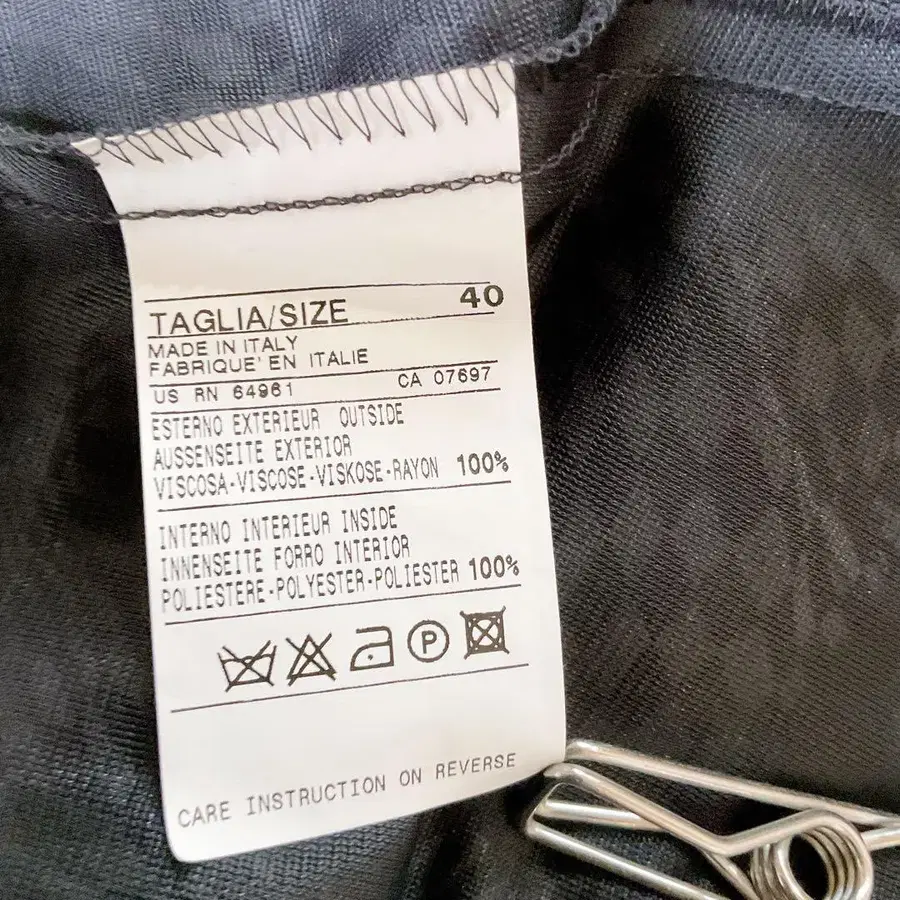 TAGLIA/SIZE 40
MADE IN ITALY
FABRIQUE' EN ITALIE
US RN 64961 CA 07697
ESTERNO EXTERIEUR OUTSIDE
AUSSENSEITE EXTERIOR
VISCOSA-VISCOSE-VISKOSE-RAYON 100%
INTERNO INTERIEUR INSIDE
INNENSEITE FORRO INTERIOR
POLIESTERE-POLYESTER-POLIESTER 100%
P
CARE INSTRUCTION ON REVERSE